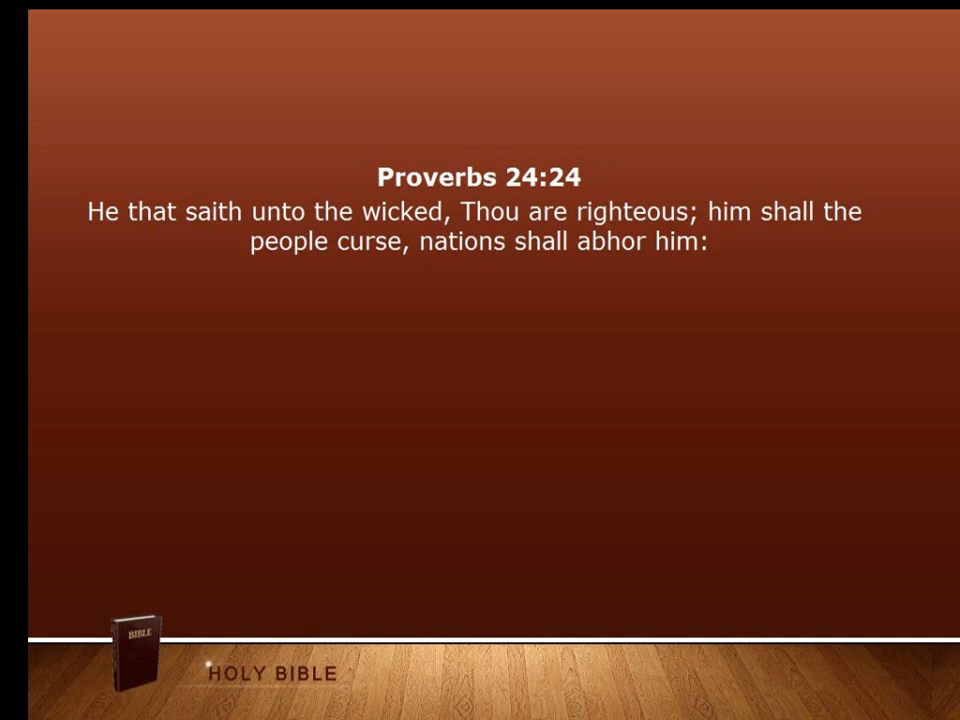 Proverbs 24:24
He that saith unto the wicked, Thou are righteous; him shall the
people curse, nations shall abhor him:
BIBLE
HOLY BIBLE